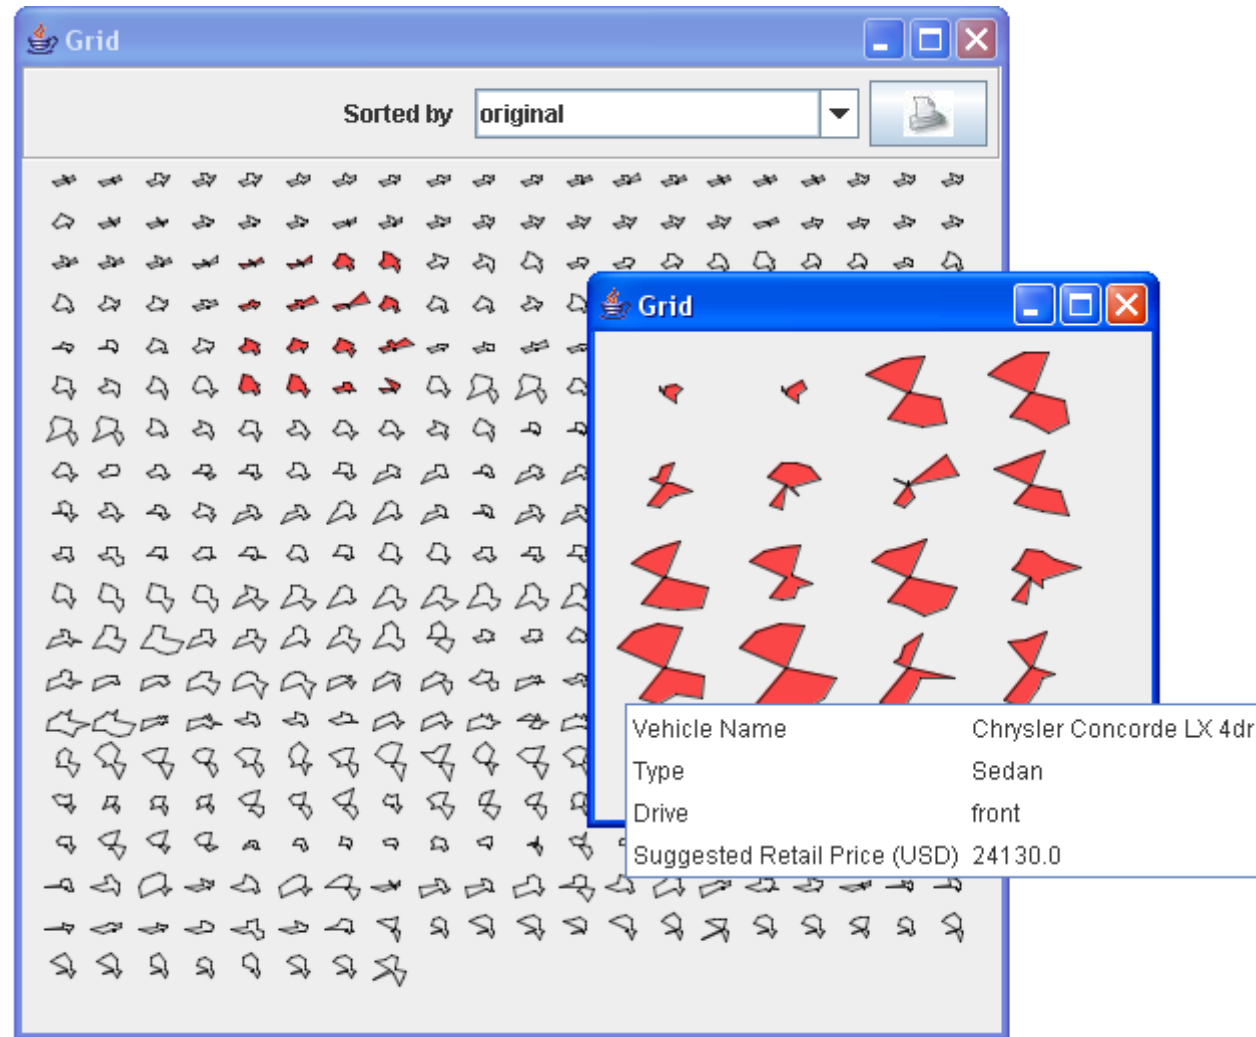 Grid
Sorted by original
Grid
Vehicle Name Chrysler Concorde LX 4dr
Type Sedan
Drive front
Suggested Retail Price (USD) 24130.0